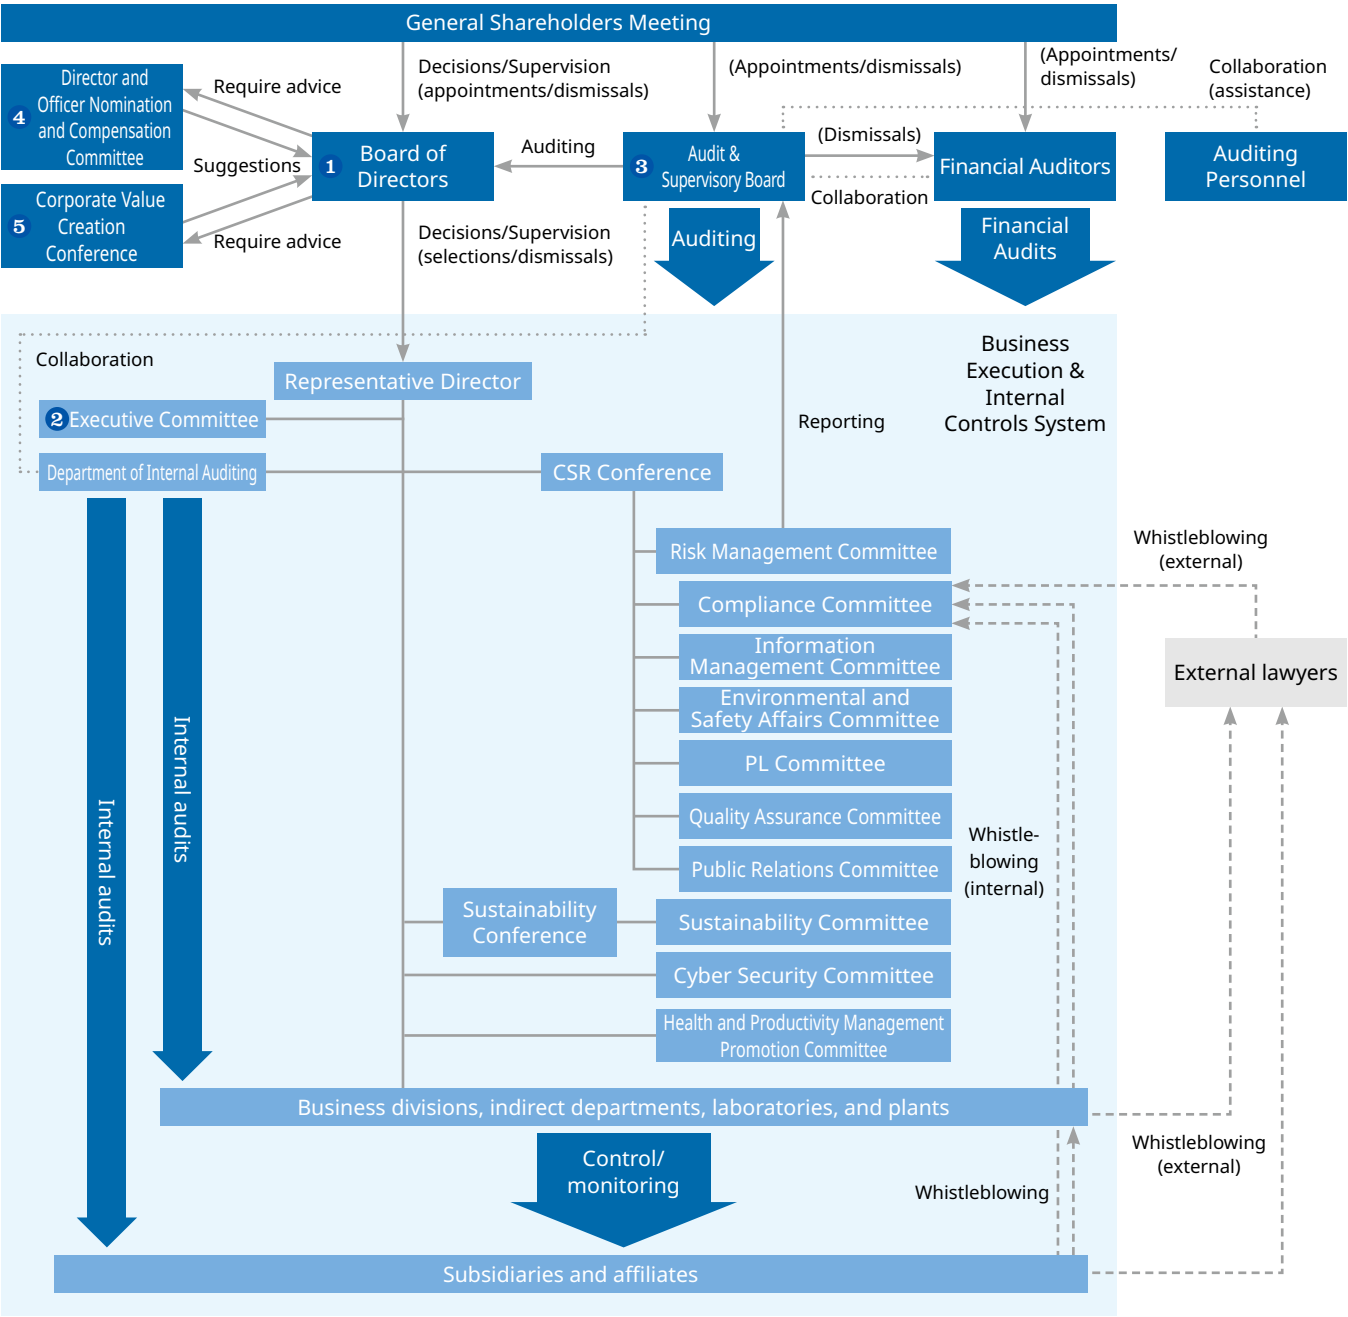 General Shareholders Meeting
Decisions/Supervision
(appointments/dismissals)
(Appointments/dismissals)
(Appointments/
dismissals)
Collaboration
(assistance)
4
Director and
Officer Nomination
and Compensation
Committee
Require advice
Suggestions
Require advice
5
Corporate Value
Creation
Conference
1
Board of
Directors
Auditing
3
Audit &
Supervisory Board
(Dismissals)
Collaboration
Financial Auditors
Auditing
Personnel
Decisions/Supervision
(selections/dismissals)
Auditing
Financial
Audits
Collaboration
Business
Execution &
Internal
Controls System
Representative Director
2
Executive Committee
Department of Internal Auditing
CSR Conference
Reporting
Risk Management Committee
Compliance Committee
Information
Management Committee
Environmental and
Safety Affairs Committee
PL Committee
Quality Assurance Committee
Public Relations Committee
Sustainability
Conference
Sustainability Committee
Cyber Security Committee
Health and Productivity Management
Promotion Committee
Whistleblowing
(external)
External lawyers
Whistle-
blowing
(internal)
Internal audits
Internal audits
Business divisions, indirect departments, laboratories, and plants
Control/
monitoring
Whistleblowing
Whistleblowing
(external)
Subsidiaries and affiliates